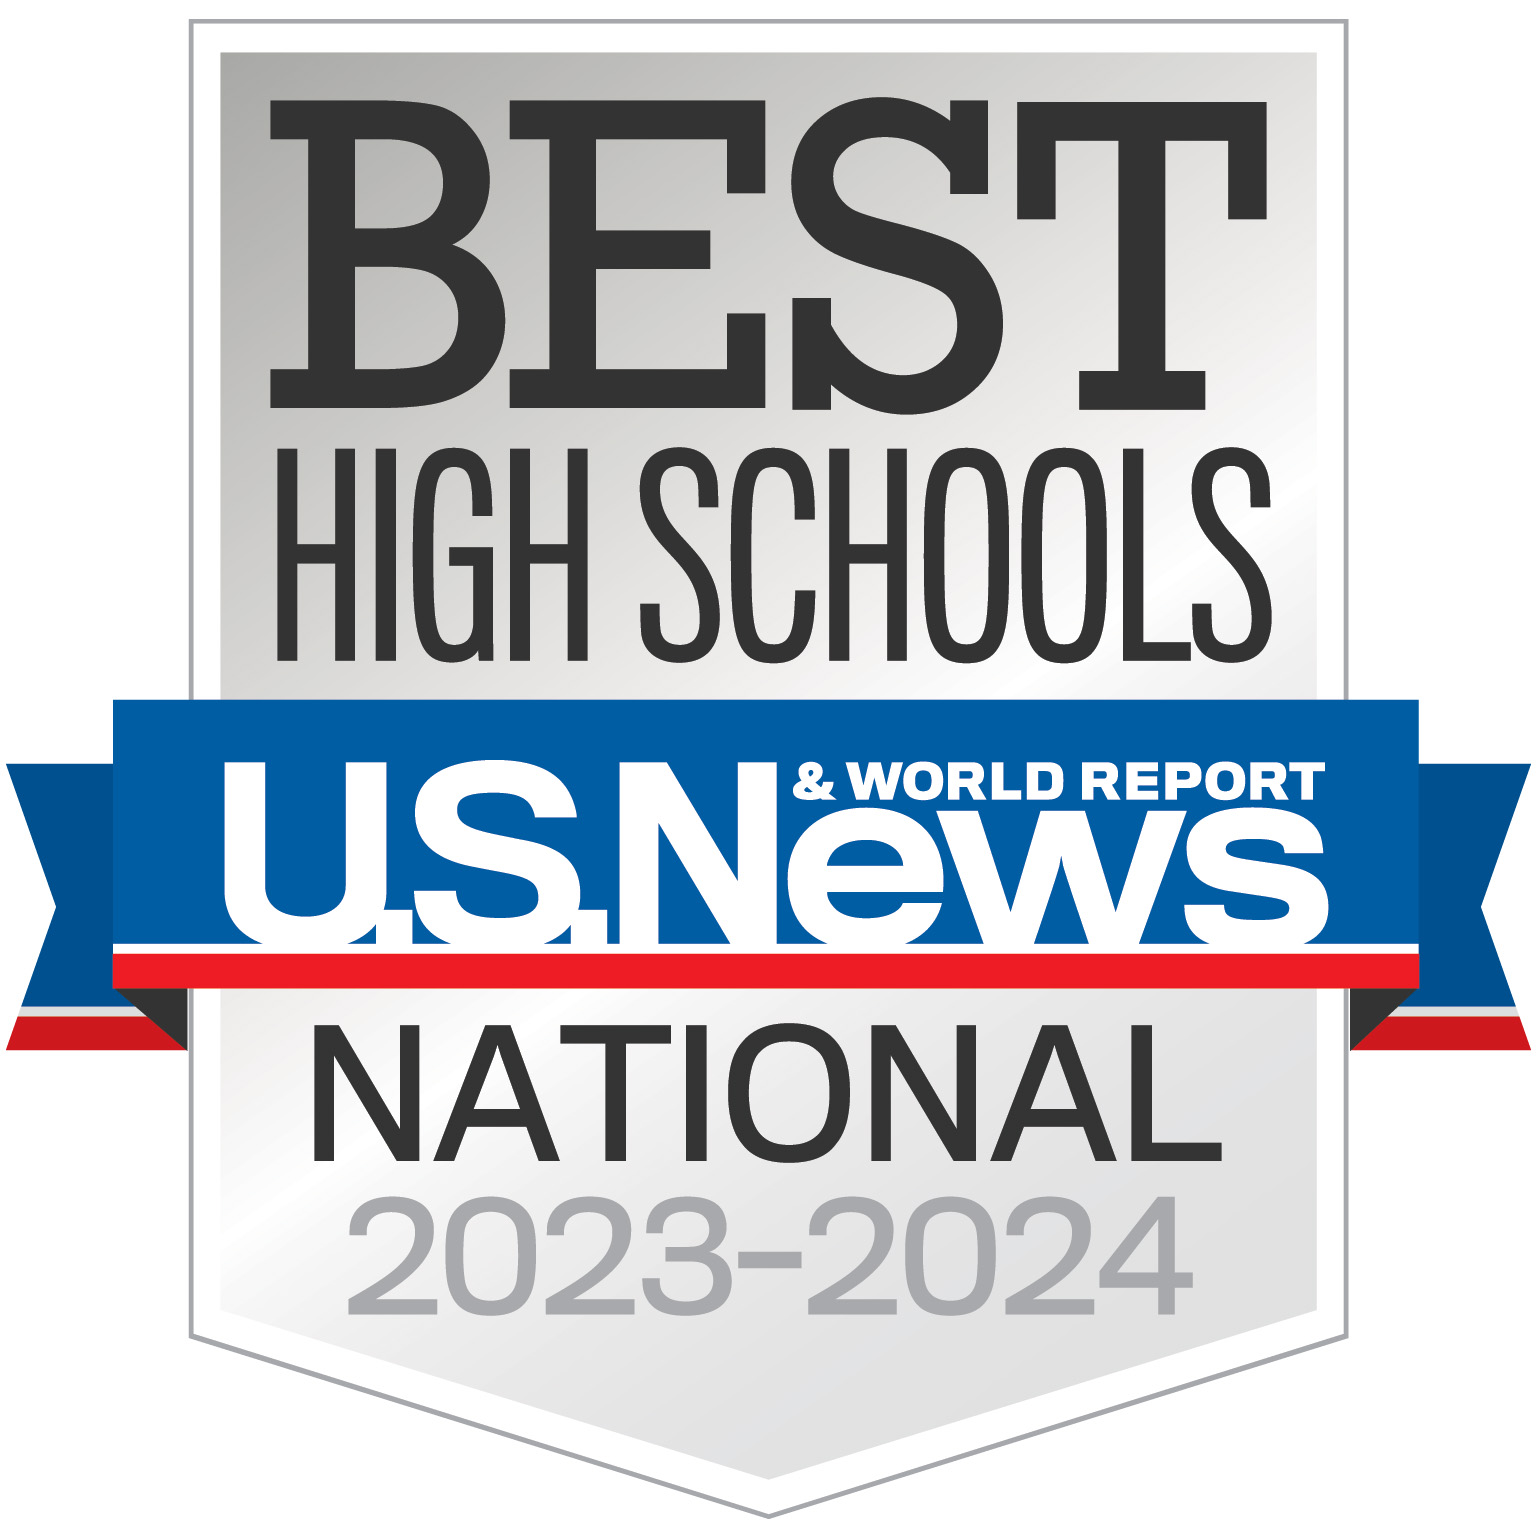 BEST
HIGH SCHOOLS
& WORLD REPORT
U.S.News
NATIONAL
2023-2024